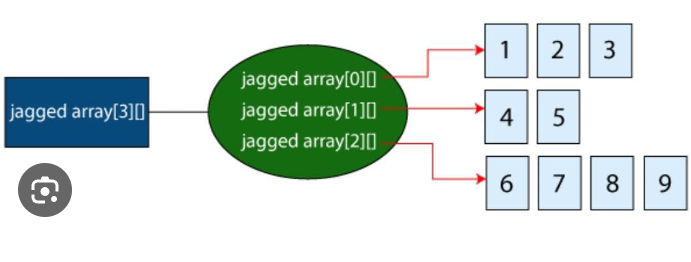 jagged array[3][]
jagged array[0][]
jagged array[1][]
jagged array[2][]
1 2 3
4 5
6 7 8 9